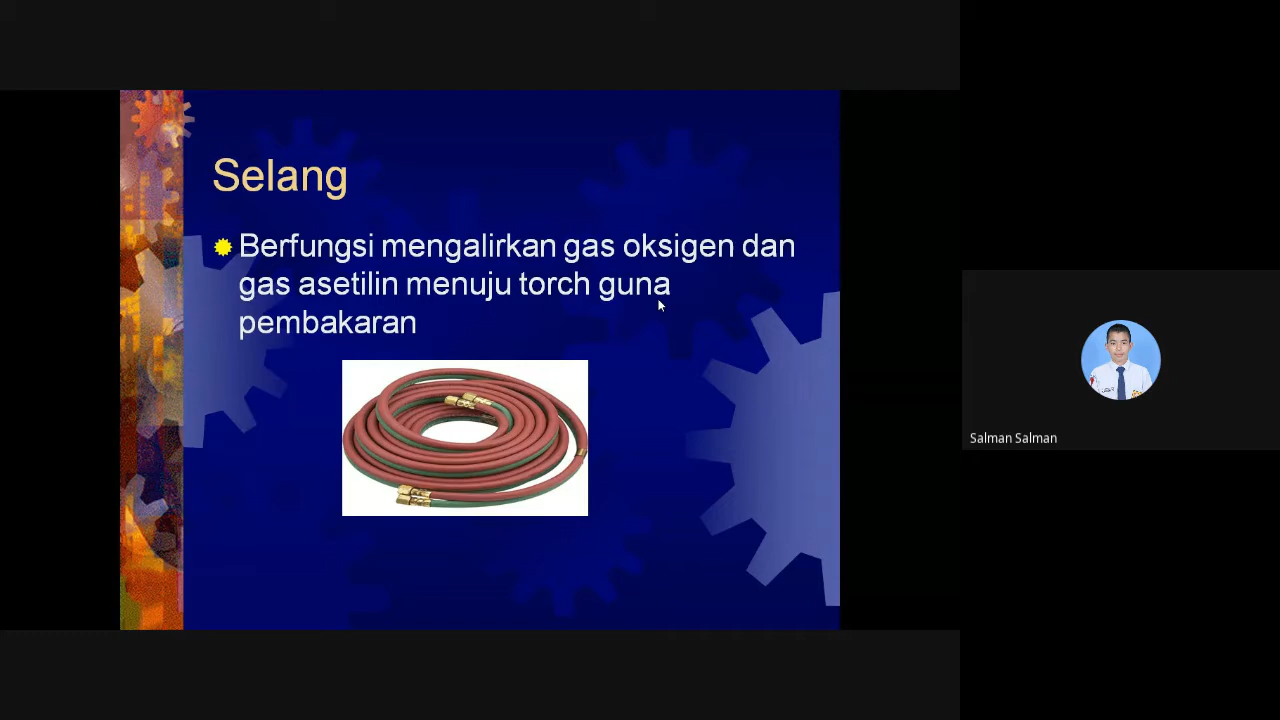 Selang
Berfungsi mengalirkan gas oksigen dan
gas asetilin menuju torch guna
pembakaran
Salman Salman